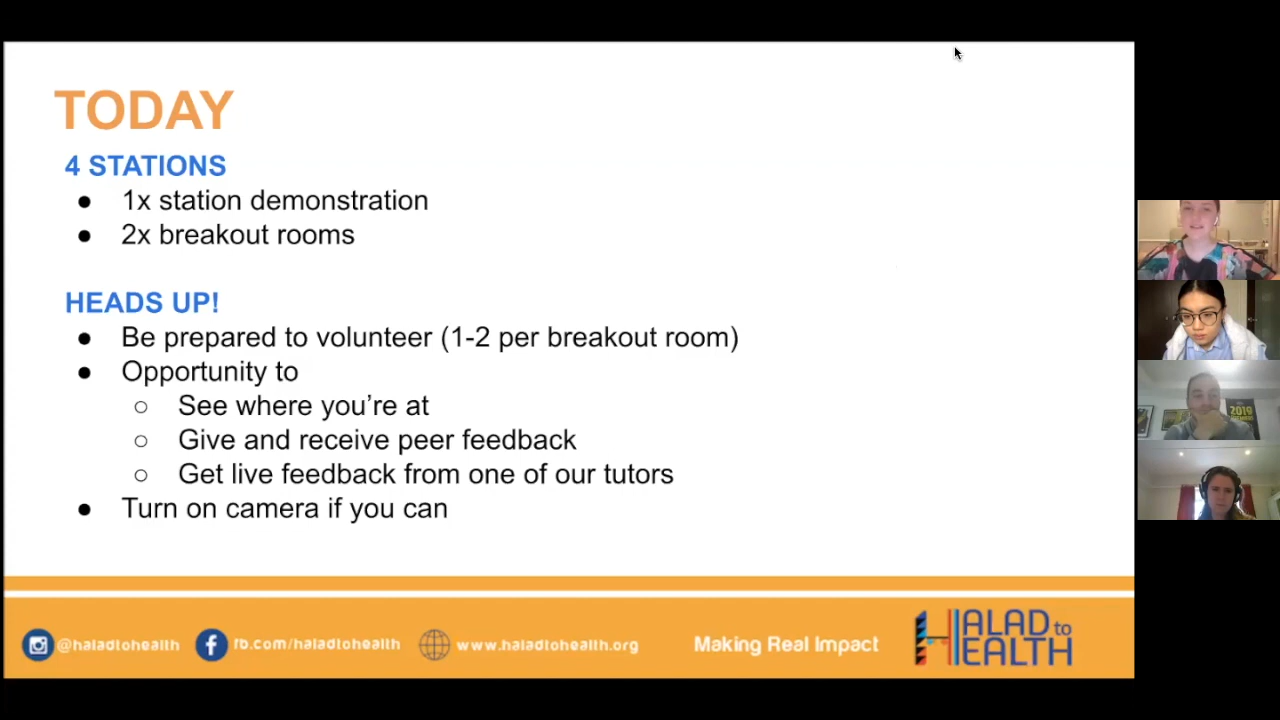 TODAY
4 STATIONS
● 1x station demonstration
● 2x breakout rooms
HEADS UP!
● Be prepared to volunteer (1-2 per breakout room)
● Opportunity to
○ See where you’re at
○ Give and receive peer feedback
○ Get live feedback from one of our tutors
● Turn on camera if you can
@haladtohealth
fb.com/haladtohealth
www.haladtohealth.org
Making Real Impact
HALAD to
HEALTH
2019